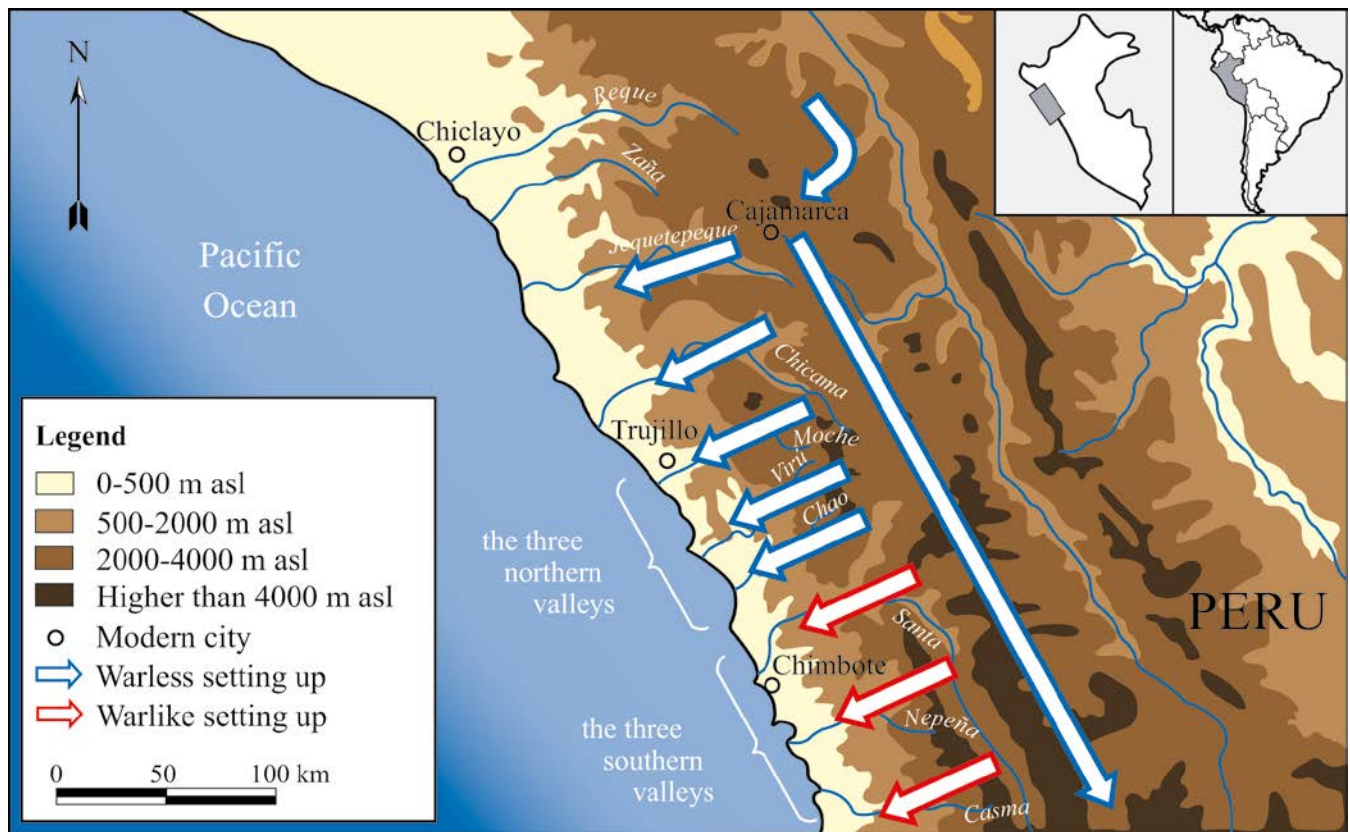 N
Chiclayo
Reque
Zaña
Cajamarca
Jequetepeque
Pacific
Ocean
Chicama
Trujillo
Moche
Virú
Chao
the three
northern
valleys
Santa
PERU
Chimbote
Nepeña
the three
southern
valleys
Casma
Legend
0-500 m asl
500-2000 m asl
2000-4000 m asl
Higher than 4000 m asl
Modern city
Warless setting up
Warlike setting up
0 50 100 km